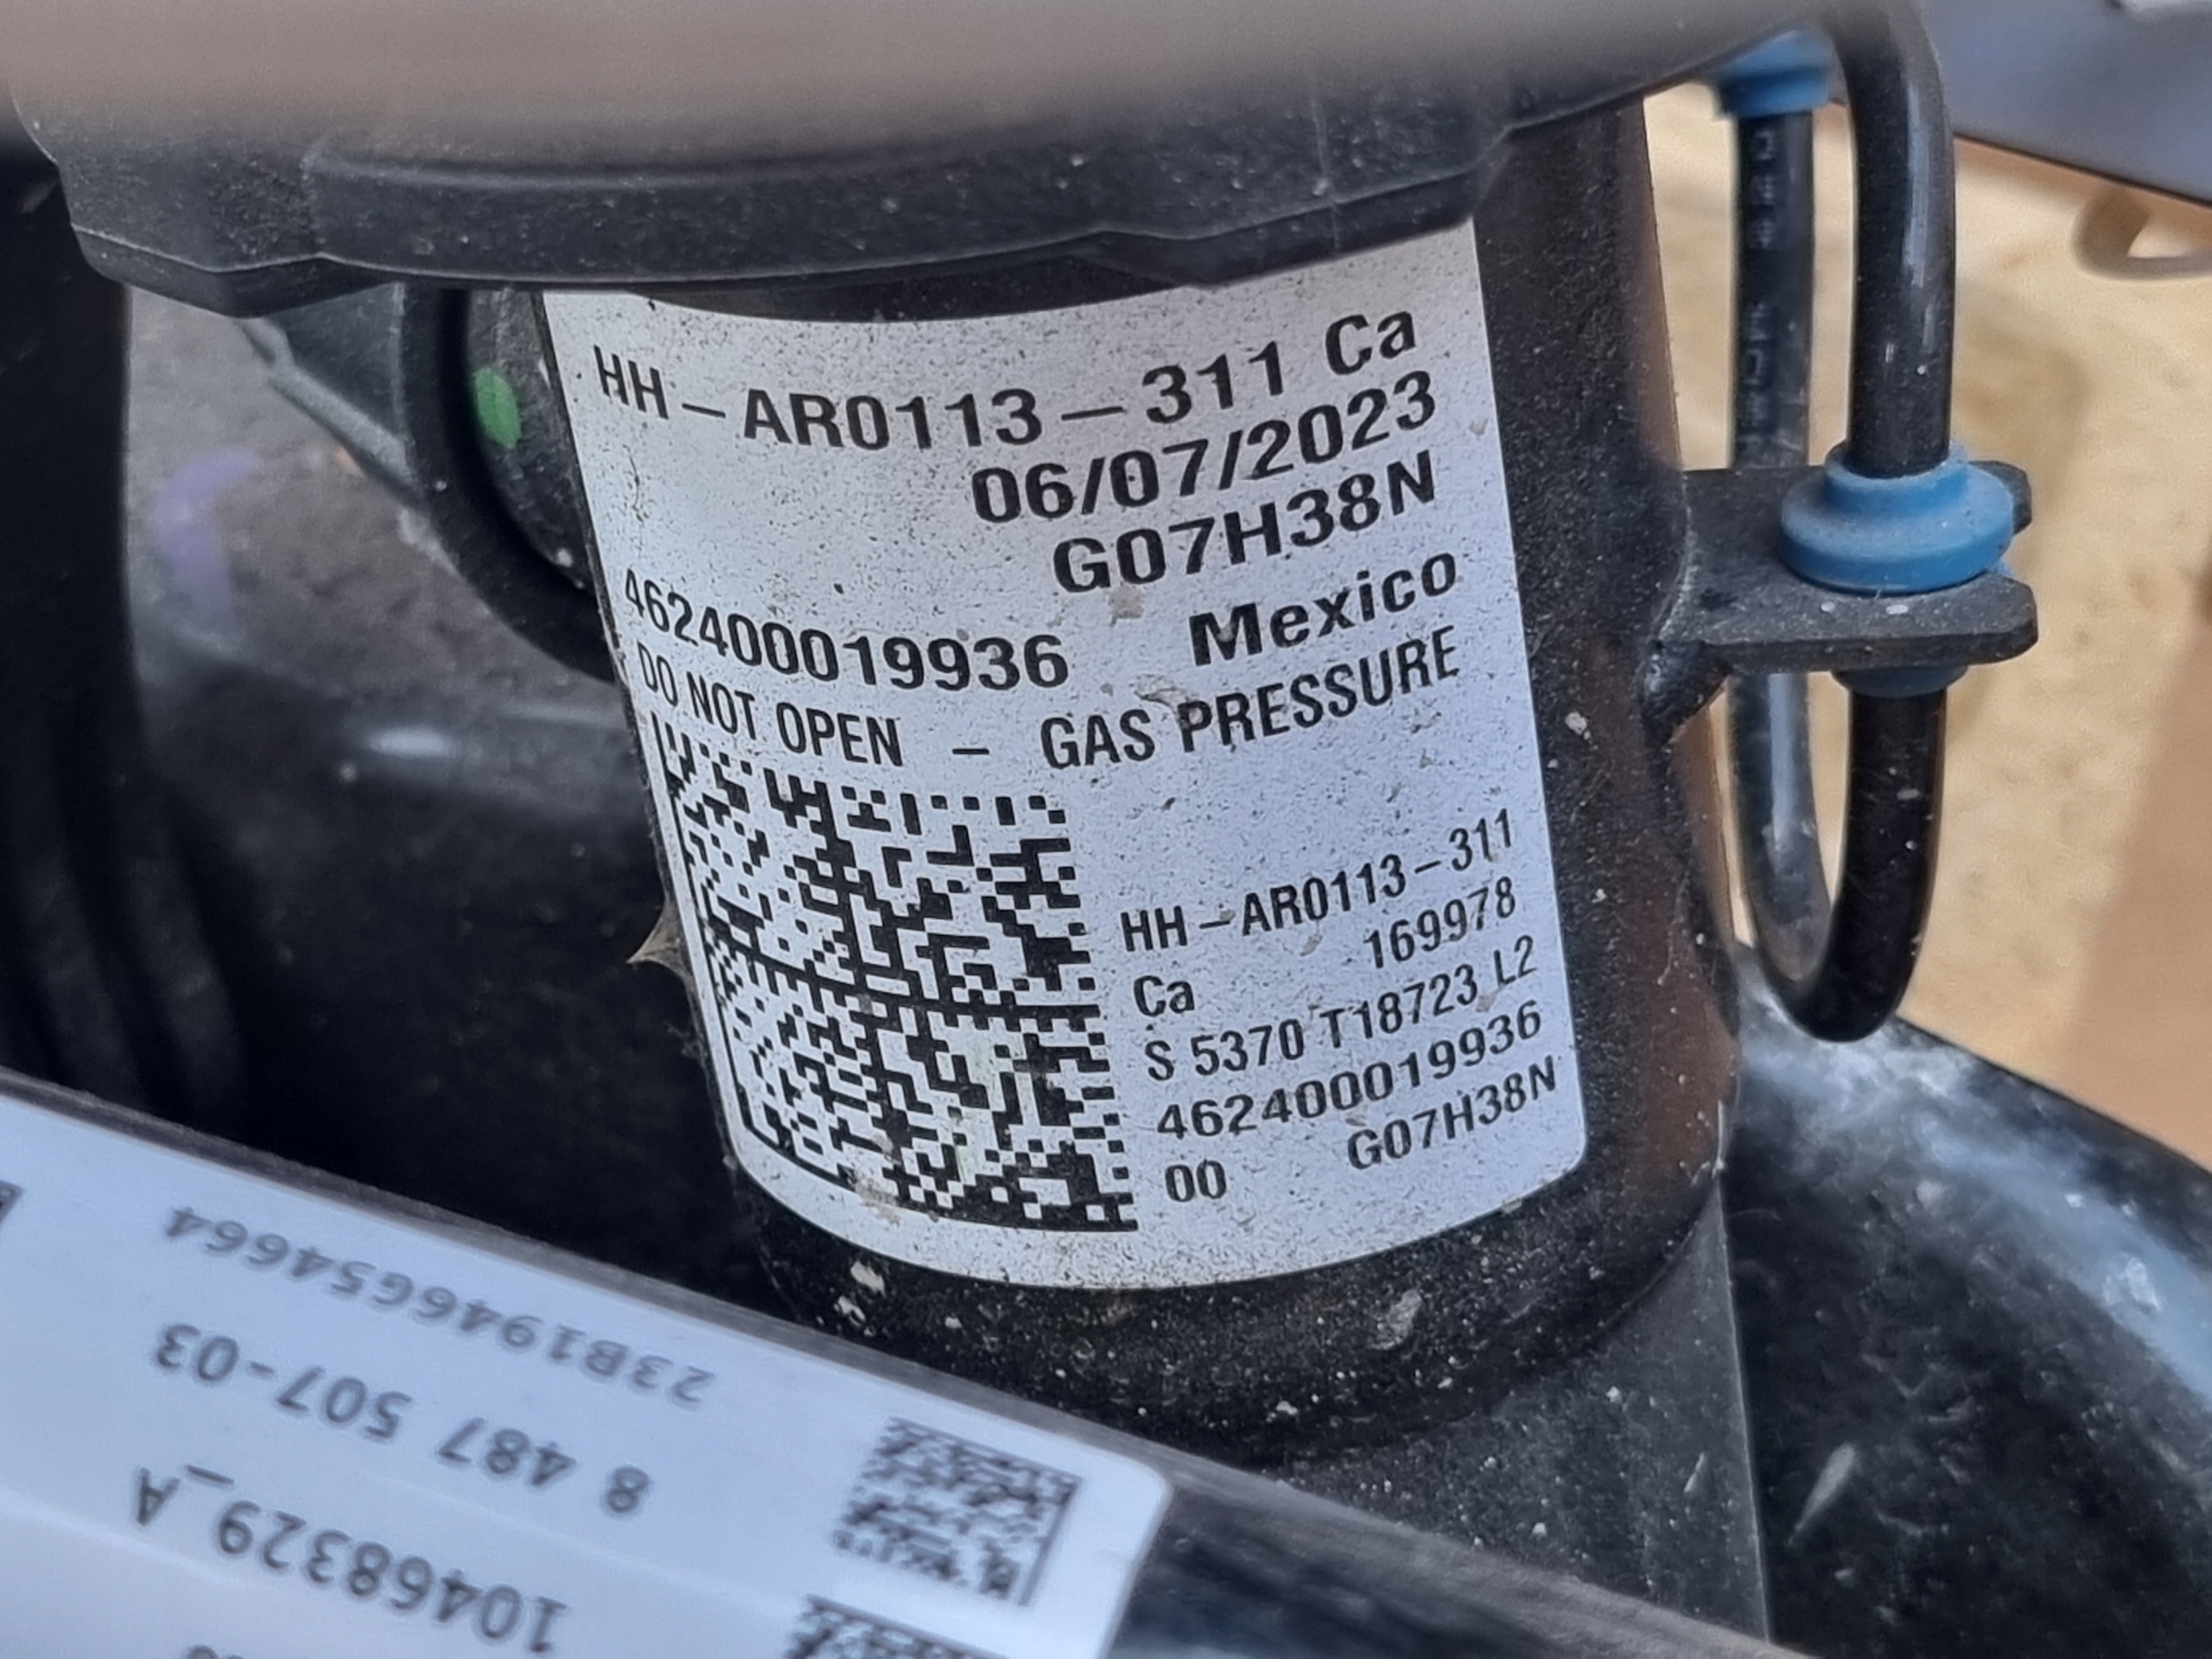 HH-AR0113-311 Ca
06/07/2023
G07H38N
462400019936 Mexico
DO NOT OPEN - GAS PRESSURE
HH-AR0113-311
169978
Ca
S 5370 T18723 L2
462400019936
00 G07H38N
10468329_A
8 487 507-03
23B1946G54664